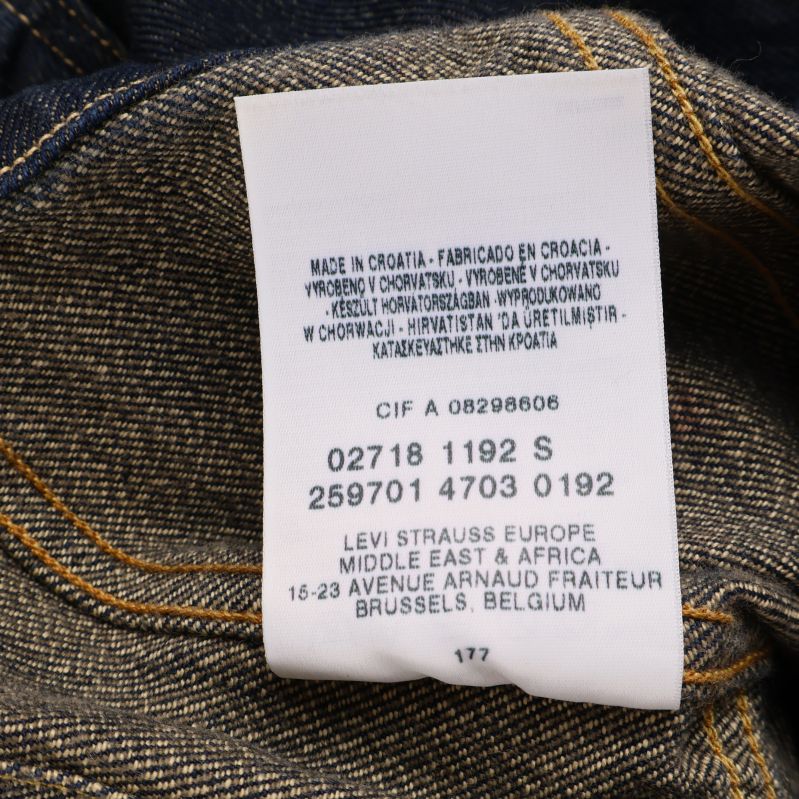 MADE IN CROATIA - FABRICADO EN CROACIA -
VYROBENO V CHORVATSKU - VYROBENÉ V CHORVÁTSKU
- KÉSZÜLT HORVÁTORSZÁGBAN - WYPRODUKOWANO
W CHORWACJI - HIRVATISTAN 'DA ÜRETILMIŞTIR -
ΚΑΤΑΣΚΕΥΑΣΤΗΚΕ ΣΤΗΝ ΚΡΟΑΤΙΑ
CIF A 08298606
02718 1192 S
259701 4703 0192
LEVI STRAUSS EUROPE
MIDDLE EAST & AFRICA
15-23 AVENUE ARNAUD FRAITEUR
BRUSSELS, BELGIUM
177